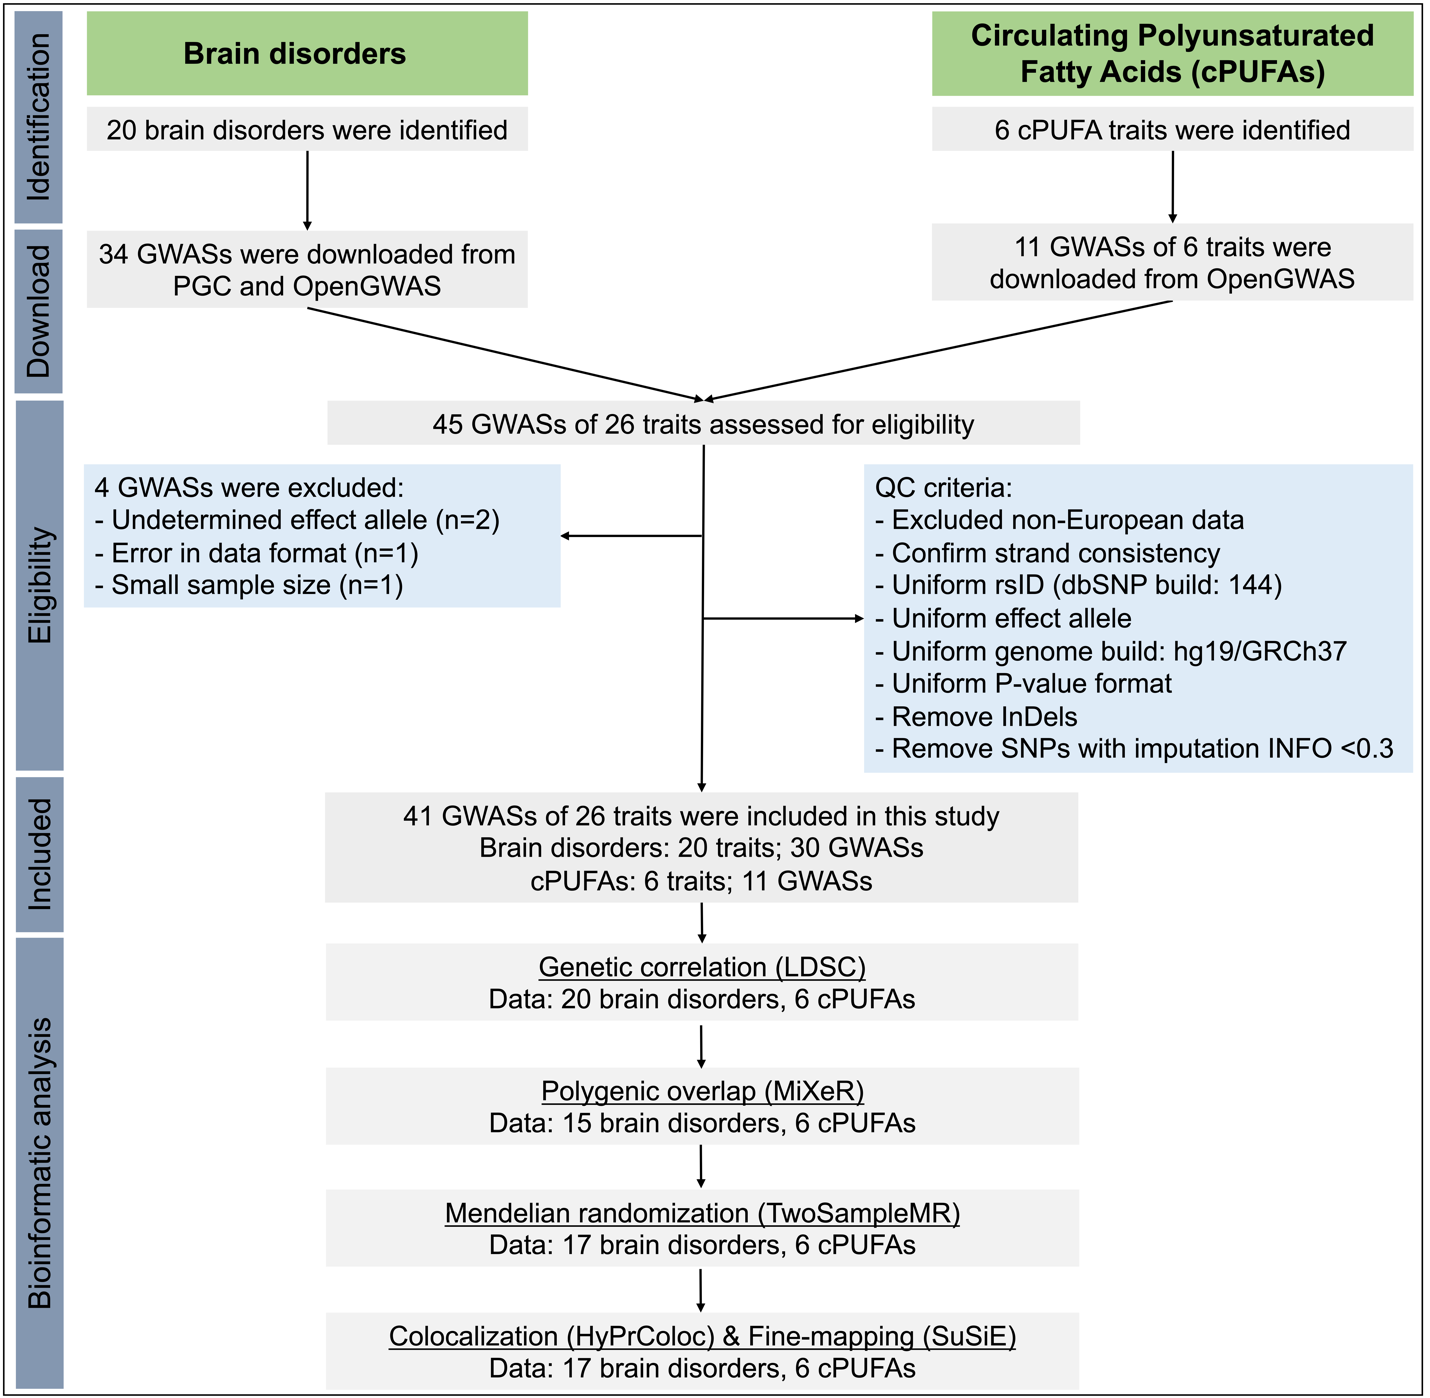 Identification
Brain disorders
20 brain disorders were identified
Circulating Polyunsaturated
Fatty Acids (cPUFAs)
6 cPUFA traits were identified
Download
34 GWASs were downloaded from
PGC and OpenGWAS
11 GWASs of 6 traits were
downloaded from OpenGWAS
Eligibility
45 GWASs of 26 traits assessed for eligibility
4 GWASs were excluded:
- Undetermined effect allele (n=2)
- Error in data format (n=1)
- Small sample size (n=1)
QC criteria:
- Excluded non-European data
- Confirm strand consistency
- Uniform rsID (dbSNP build: 144)
- Uniform effect allele
- Uniform genome build: hg19/GRCh37
- Uniform P-value format
- Remove InDels
- Remove SNPs with imputation INFO <0.3
Included
41 GWASs of 26 traits were included in this study
Brain disorders: 20 traits; 30 GWASs
cPUFAs: 6 traits; 11 GWASs
Bioinformatic analysis
Genetic correlation (LDSC)
Data: 20 brain disorders, 6 cPUFAs
Polygenic overlap (MiXeR)
Data: 15 brain disorders, 6 cPUFAs
Mendelian randomization (TwoSampleMR)
Data: 17 brain disorders, 6 cPUFAs
Colocalization (HyPrColoc) & Fine-mapping (SuSiE)
Data: 17 brain disorders, 6 cPUFAs